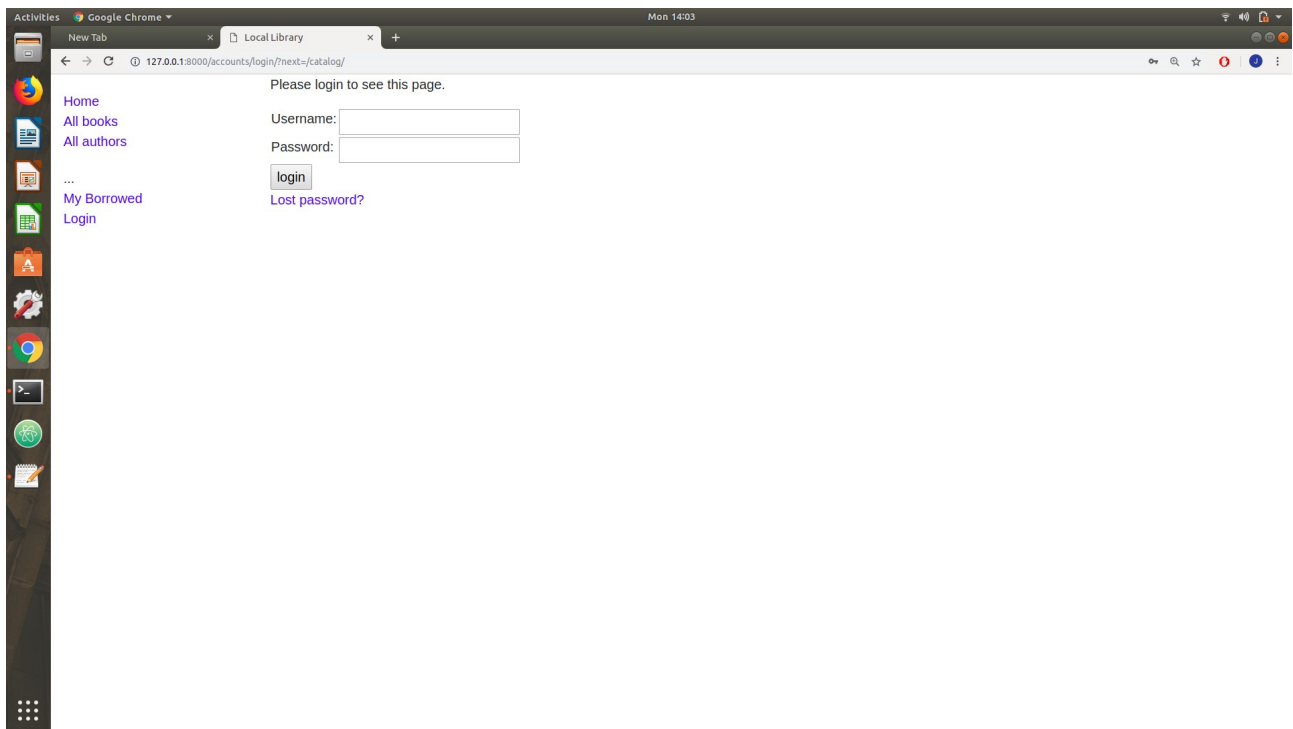 Activities Google Chrome Mon 14:03
New Tab Local Library
127.0.0.1:8000/accounts/login/?next=/catalog/
J
Please login to see this page.
Home
All books
All authors
...
My Borrowed
Login
Username:
Password:
login
Lost password?